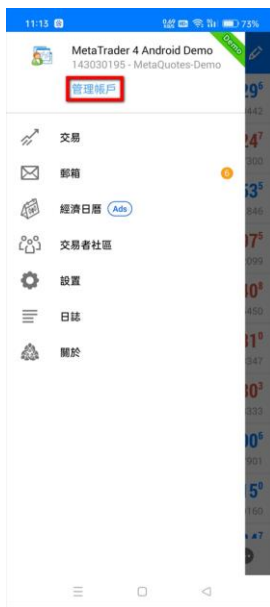 11:13
73%
MetaTrader 4 Android Demo
Demo
143030195 - MetaQuotes-Demo
管理帳戶
交易
郵箱
6
經濟日曆 Ads
交易者社區
設置
日誌
關於